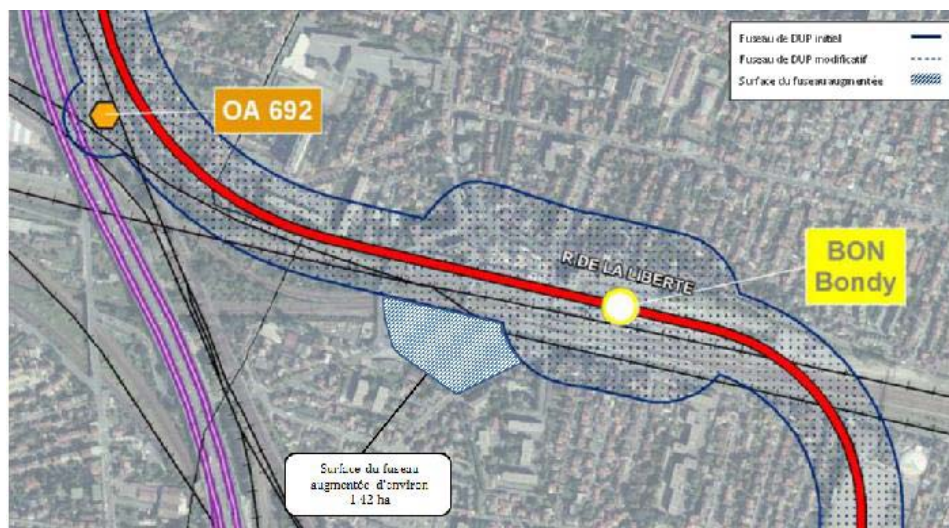 Fuseau de DUP initiel
Fuseau de DUP modificatif
Surface du fuseau augmentée
OA 692
R DE LA LIBERTE
BON
Bondy
Surface du fuseau
augmentée d'environ
1.42 ha